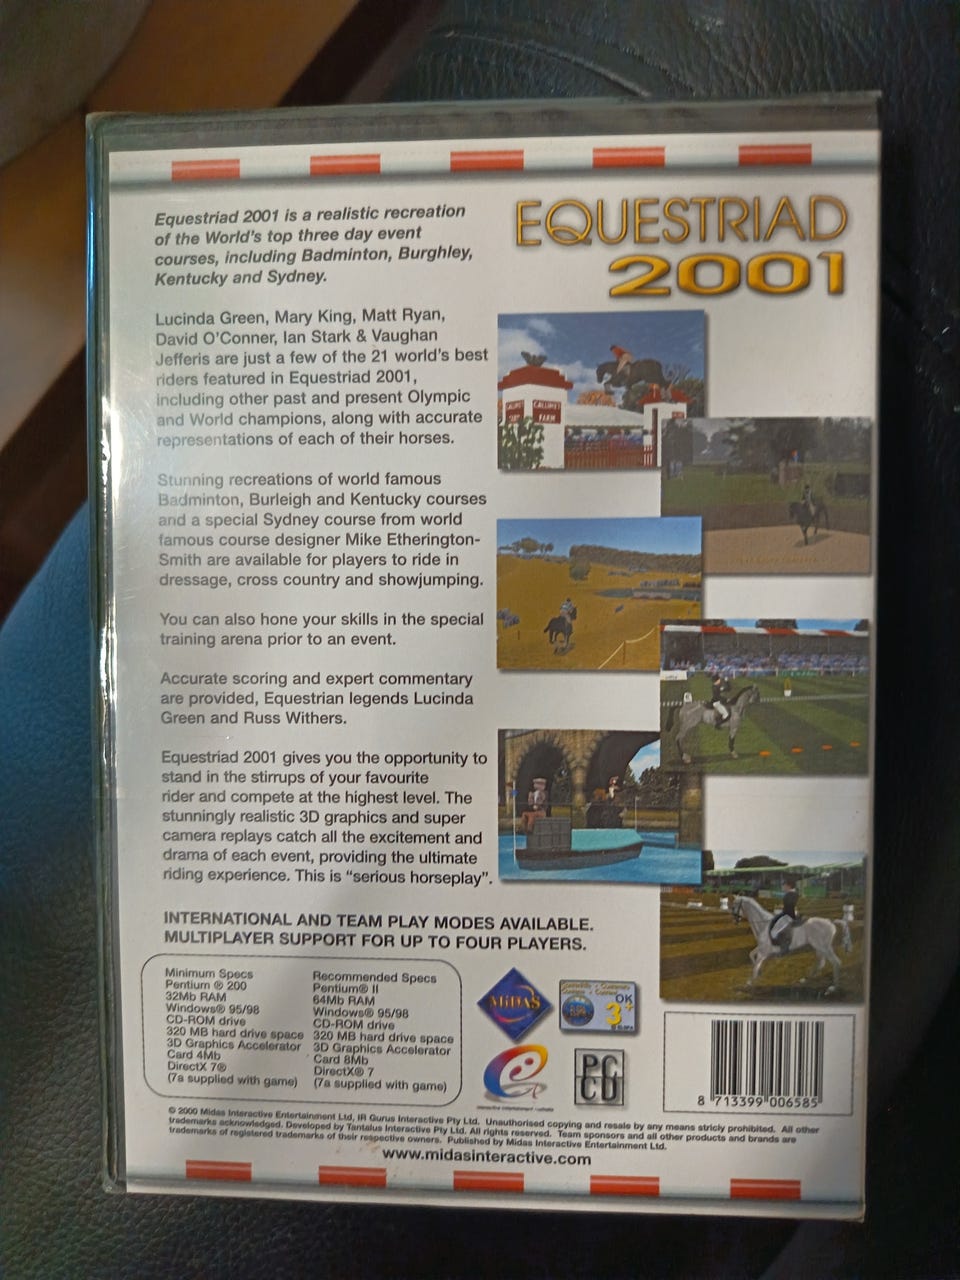 Equestriad 2001 is a realistic recreation
of the World's top three day event
courses, including Badminton, Burghley,
Kentucky and Sydney.
EQUESTRIAD
2001
Lucinda Green, Mary King, Matt Ryan,
David O'Conner, Ian Stark & Vaughan
Jefferis are just a few of the 21 world's best
riders featured in Equestriad 2001,
including other past and present Olympic
and World champions, along with accurate
representations of each of their horses.
Stunning recreations of world famous
Badminton, Burleigh and Kentucky courses
and a special Sydney course from world
famous course designer Mike Etherington-
Smith are available for players to ride in
dressage, cross country and showjumping.
You can also hone your skills in the special
training arena prior to an event.
Accurate scoring and expert commentary
are provided, Equestrian legends Lucinda
Green and Russ Withers.
Equestriad 2001 gives you the opportunity to
stand in the stirrups of your favourite
rider and compete at the highest level. The
stunningly realistic 3D graphics and super
camera replays catch all the excitement and
drama of each event, providing the ultimate
riding experience. This is “serious horseplay”.
INTERNATIONAL AND TEAM PLAY MODES AVAILABLE.
MULTIPLAYER SUPPORT FOR UP TO FOUR PLAYERS.
Minimum Specs
Pentium ® 200
32Mb RAM
Windows® 95/98
CD-ROM drive
320 MB hard drive space
3D Graphics Accelerator
Card 4Mb
DirectX 7®
(7a supplied with game)
Recommended Specs
Pentium® II
64Mb RAM
Windows® 95/98
CD-ROM drive
320 MB hard drive space
3D Graphics Accelerator
Card 8Mb
DirectX® 7
(7a supplied with game)
MiDAS
OK
3+
ELSPA
PC
CD
8 713399 006585
© 2000 Midas Interactive Entertainment Ltd, IR Gurus Interactive Pty Ltd. Unauthorised copying and resale by any means stricly prohibited. All other
trademarks acknowledged. Developed by Tantalus Interactive Pty Ltd. All rights reserved. Team sponsors and all other products and brands are
trademarks of registered trademarks of their respective owners. Published by Midas Interactive Entertainment Ltd.
www.midasinteractive.com